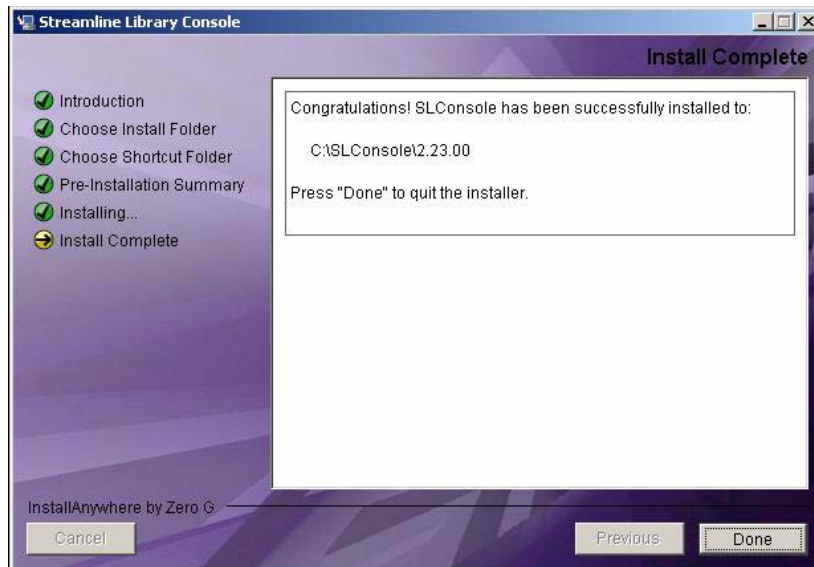 Streamline Library Console
Install Complete
Introduction
Choose Install Folder
Choose Shortcut Folder
Pre-Installation Summary
Installing...
Install Complete
Congratulations! SLConsole has been successfully installed to:
C:\SLConsole\2.23.00
Press "Done" to quit the installer.
InstallAnywhere by Zero G
Cancel
Previous
Done